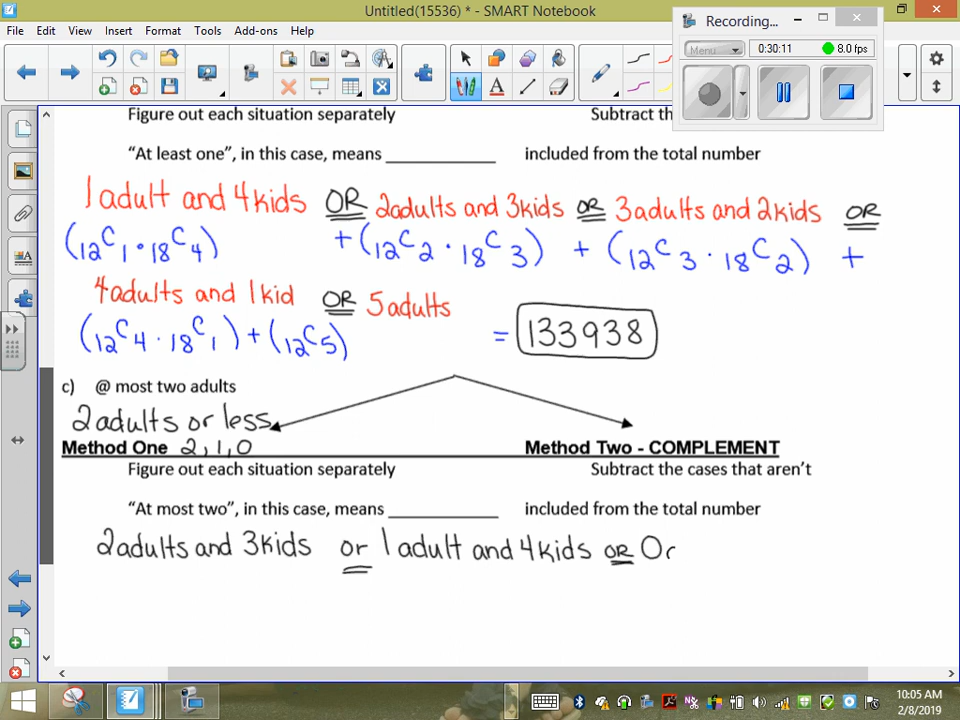 Untitled(15536) * - SMART Notebook
File Edit View Insert Format Tools Add-ons Help
Recording...
Menu
0:30:11
8.0 fps
Figure out each situation separately
Subtract th
"At least one", in this case, means ____________
included from the total number
1 adult and 4 kids OR 2 adults and 3 kids OR 3 adults and 2 kids OR
(12C1 · 18C4) + (12C2 · 18C3) + (12C3 · 18C2) +
4 adults and 1 kid OR 5 adults
(12C4 · 18C1) + (12C5) = 133938
c) @ most two adults
2 adults or less
Method One 2, 1, 0
Method Two - COMPLEMENT
Figure out each situation separately
Subtract the cases that aren't
"At most two", in this case, means ____________
included from the total number
2 adults and 3 kids or 1 adult and 4 kids OR Or
10:05 AM
2/8/2019